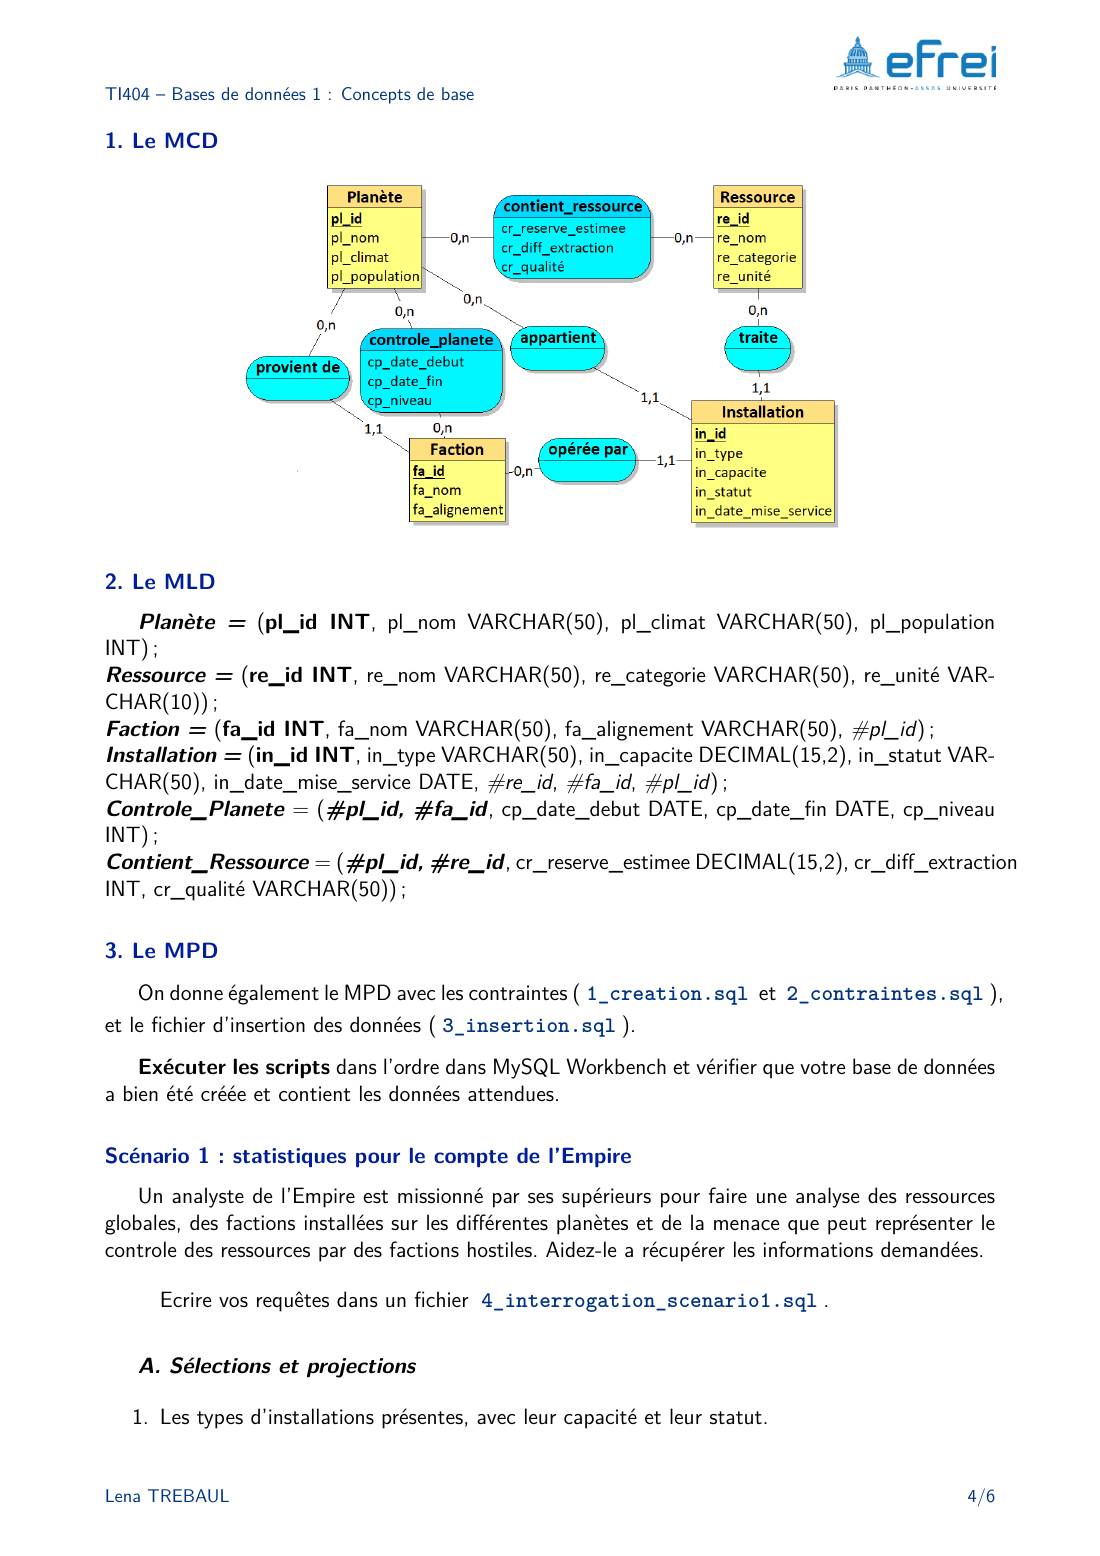 efrei
PARIS PANTHÉON-ASSAS UNIVERSITÉ
TI404 – Bases de données 1 : Concepts de base
1. Le MCD
Planète
pl_id
pl_nom
pl_climat
pl_population
0,n
contient_ressource
cr_reserve_estimee
cr_diff_extraction
cr_qualité
0,n
Ressource
re_id
re_nom
re_categorie
re_unité
0,n
0,n
0,n
0,n
provient de
controle_planete
cp_date_debut
cp_date_fin
cp_niveau
appartient
traite
1,1
1,1
1,1
0,n
Faction
fa_id
fa_nom
fa_alignement
0,n
opérée par
1,1
Installation
in_id
in_type
in_capacite
in_statut
in_date_mise_service
2. Le MLD
Planète = (pl_id INT, pl_nom VARCHAR(50), pl_climat VARCHAR(50), pl_population
INT) ;
Ressource = (re_id INT, re_nom VARCHAR(50), re_categorie VARCHAR(50), re_unité VAR-
CHAR(10)) ;
Faction = (fa_id INT, fa_nom VARCHAR(50), fa_alignement VARCHAR(50), #pl_id) ;
Installation = (in_id INT, in_type VARCHAR(50), in_capacite DECIMAL(15,2), in_statut VAR-
CHAR(50), in_date_mise_service DATE, #re_id, #fa_id, #pl_id) ;
Controle_Planete = (#pl_id, #fa_id, cp_date_debut DATE, cp_date_fin DATE, cp_niveau
INT) ;
Contient_Ressource = (#pl_id, #re_id, cr_reserve_estimee DECIMAL(15,2), cr_diff_extraction
INT, cr_qualité VARCHAR(50)) ;
3. Le MPD
On donne également le MPD avec les contraintes ( 1_creation.sql et 2_contraintes.sql ),
et le fichier d'insertion des données ( 3_insertion.sql ).
Exécuter les scripts dans l'ordre dans MySQL Workbench et vérifier que votre base de données
a bien été créée et contient les données attendues.
Scénario 1 : statistiques pour le compte de l'Empire
Un analyste de l'Empire est missionné par ses supérieurs pour faire une analyse des ressources
globales, des factions installées sur les différentes planètes et de la menace que peut représenter le
controle des ressources par des factions hostiles. Aidez-le a récupérer les informations demandées.
Ecrire vos requêtes dans un fichier 4_interrogation_scenario1.sql .
A. Sélections et projections
1. Les types d'installations présentes, avec leur capacité et leur statut.
Lena TREBAUL
4/6